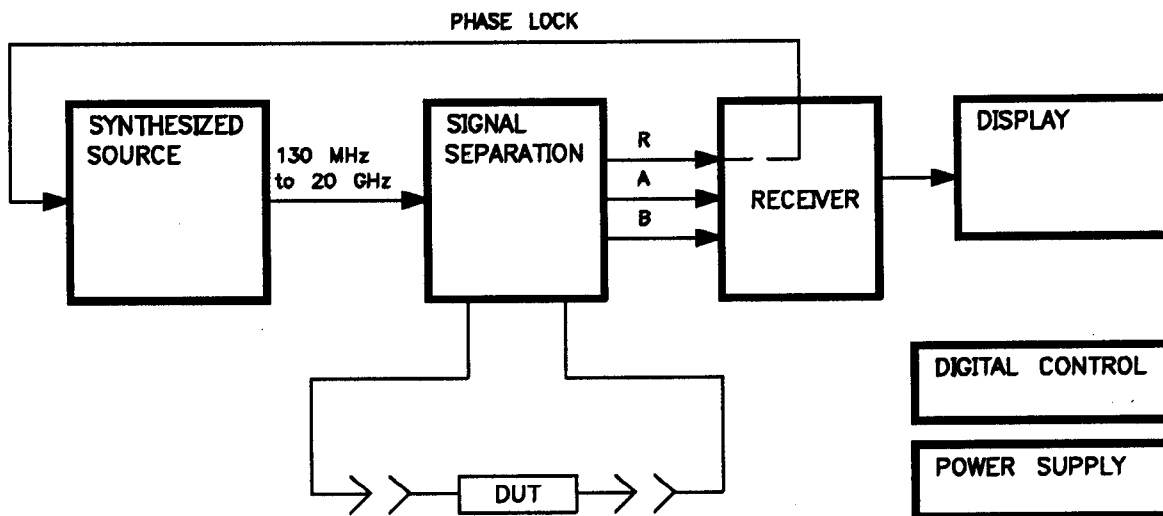 PHASE LOCK
SYNTHESIZED
SOURCE
130 MHz
to 20 GHz
SIGNAL
SEPARATION
R
A
B
RECEIVER
DISPLAY
DIGITAL CONTROL
POWER SUPPLY
DUT